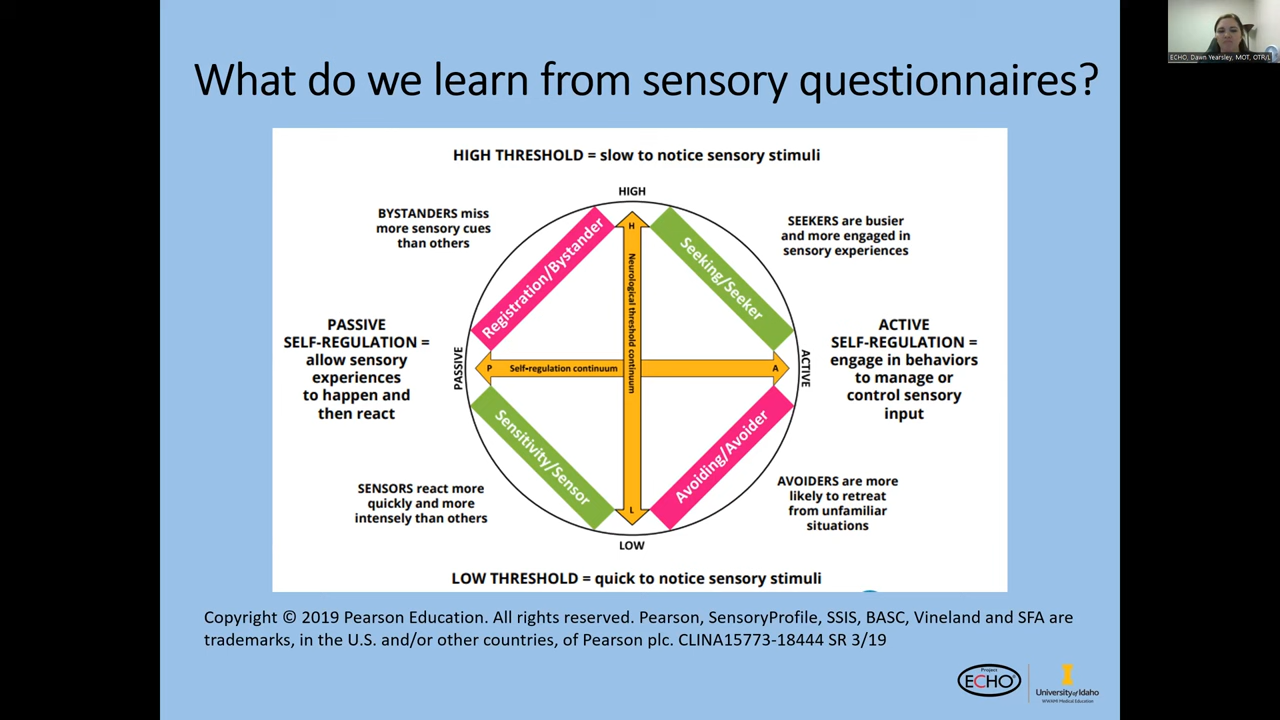 What do we learn from sensory questionnaires?
ECHO, Dawn Yearsley, MOT, OTR/L
HIGH THRESHOLD = slow to notice sensory stimuli
HIGH
BYSTANDERS miss
more sensory cues
than others
SEEKERS are busier
and more engaged in
sensory experiences
H
Registration/Bystander
Seeking/Seeker
Neurological threshold continuum
PASSIVE
SELF-REGULATION =
allow sensory
experiences
to happen and
then react
PASSIVE
P
Self-regulation continuum
A
ACTIVE
ACTIVE
SELF-REGULATION =
engage in behaviors
to manage or
control sensory
input
Sensitivity/Sensor
Avoiding/Avoider
SENSORS react more
quickly and more
intensely than others
AVOIDERS are more
likely to retreat
from unfamiliar
situations
L
LOW
LOW THRESHOLD = quick to notice sensory stimuli
Copyright © 2019 Pearson Education. All rights reserved. Pearson, SensoryProfile, SSIS, BASC, Vineland and SFA are
trademarks, in the U.S. and/or other countries, of Pearson plc. CLINA15773-18444 SR 3/19
Project
ECHO®
I
University of Idaho
WWAMI Medical Education